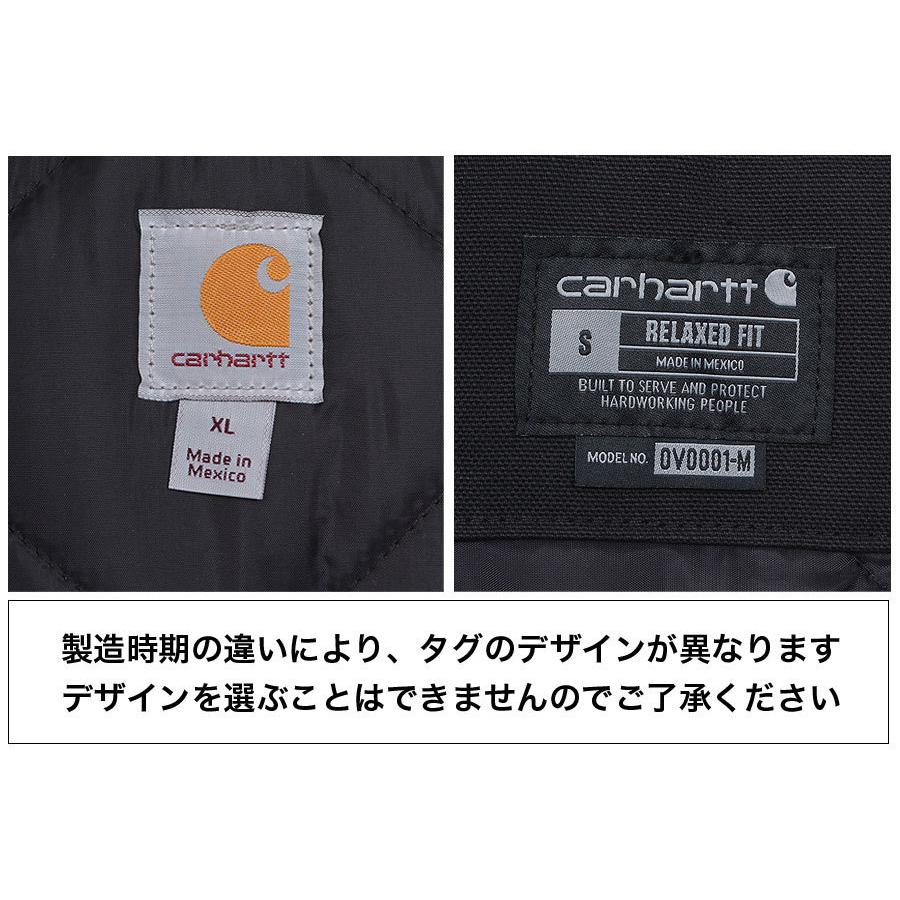 carhartt
XL
Made in
Mexico
carhartt
S
RELAXED FIT
MADE IN MEXICO
BUILT TO SERVE AND PROTECT
HARDWORKING PEOPLE
MODEL NO. OV0001-M
製造時期の違いにより、タグのデザインが異なります
デザインを選ぶことはできませんのでご了承ください